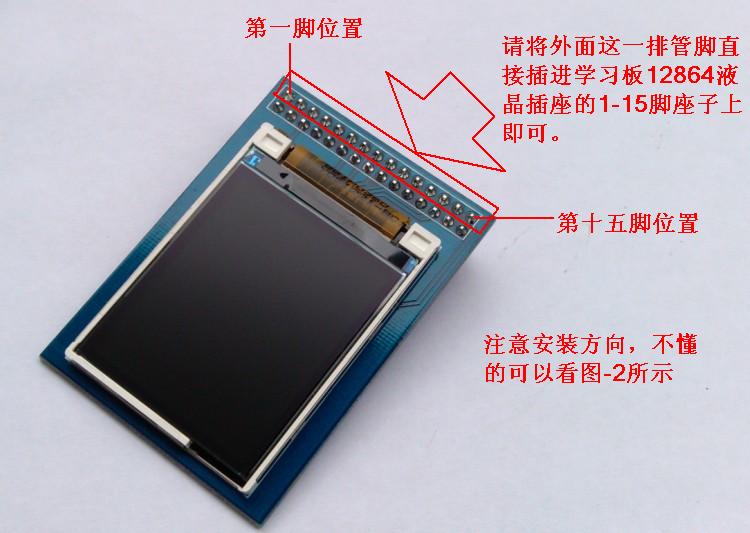 第一脚位置
请将外面这一排管脚直
接插进学习板12864液
晶插座的1-15脚座子上
即可。
第十五脚位置
注意安装方向，不懂
的可以看图-2所示